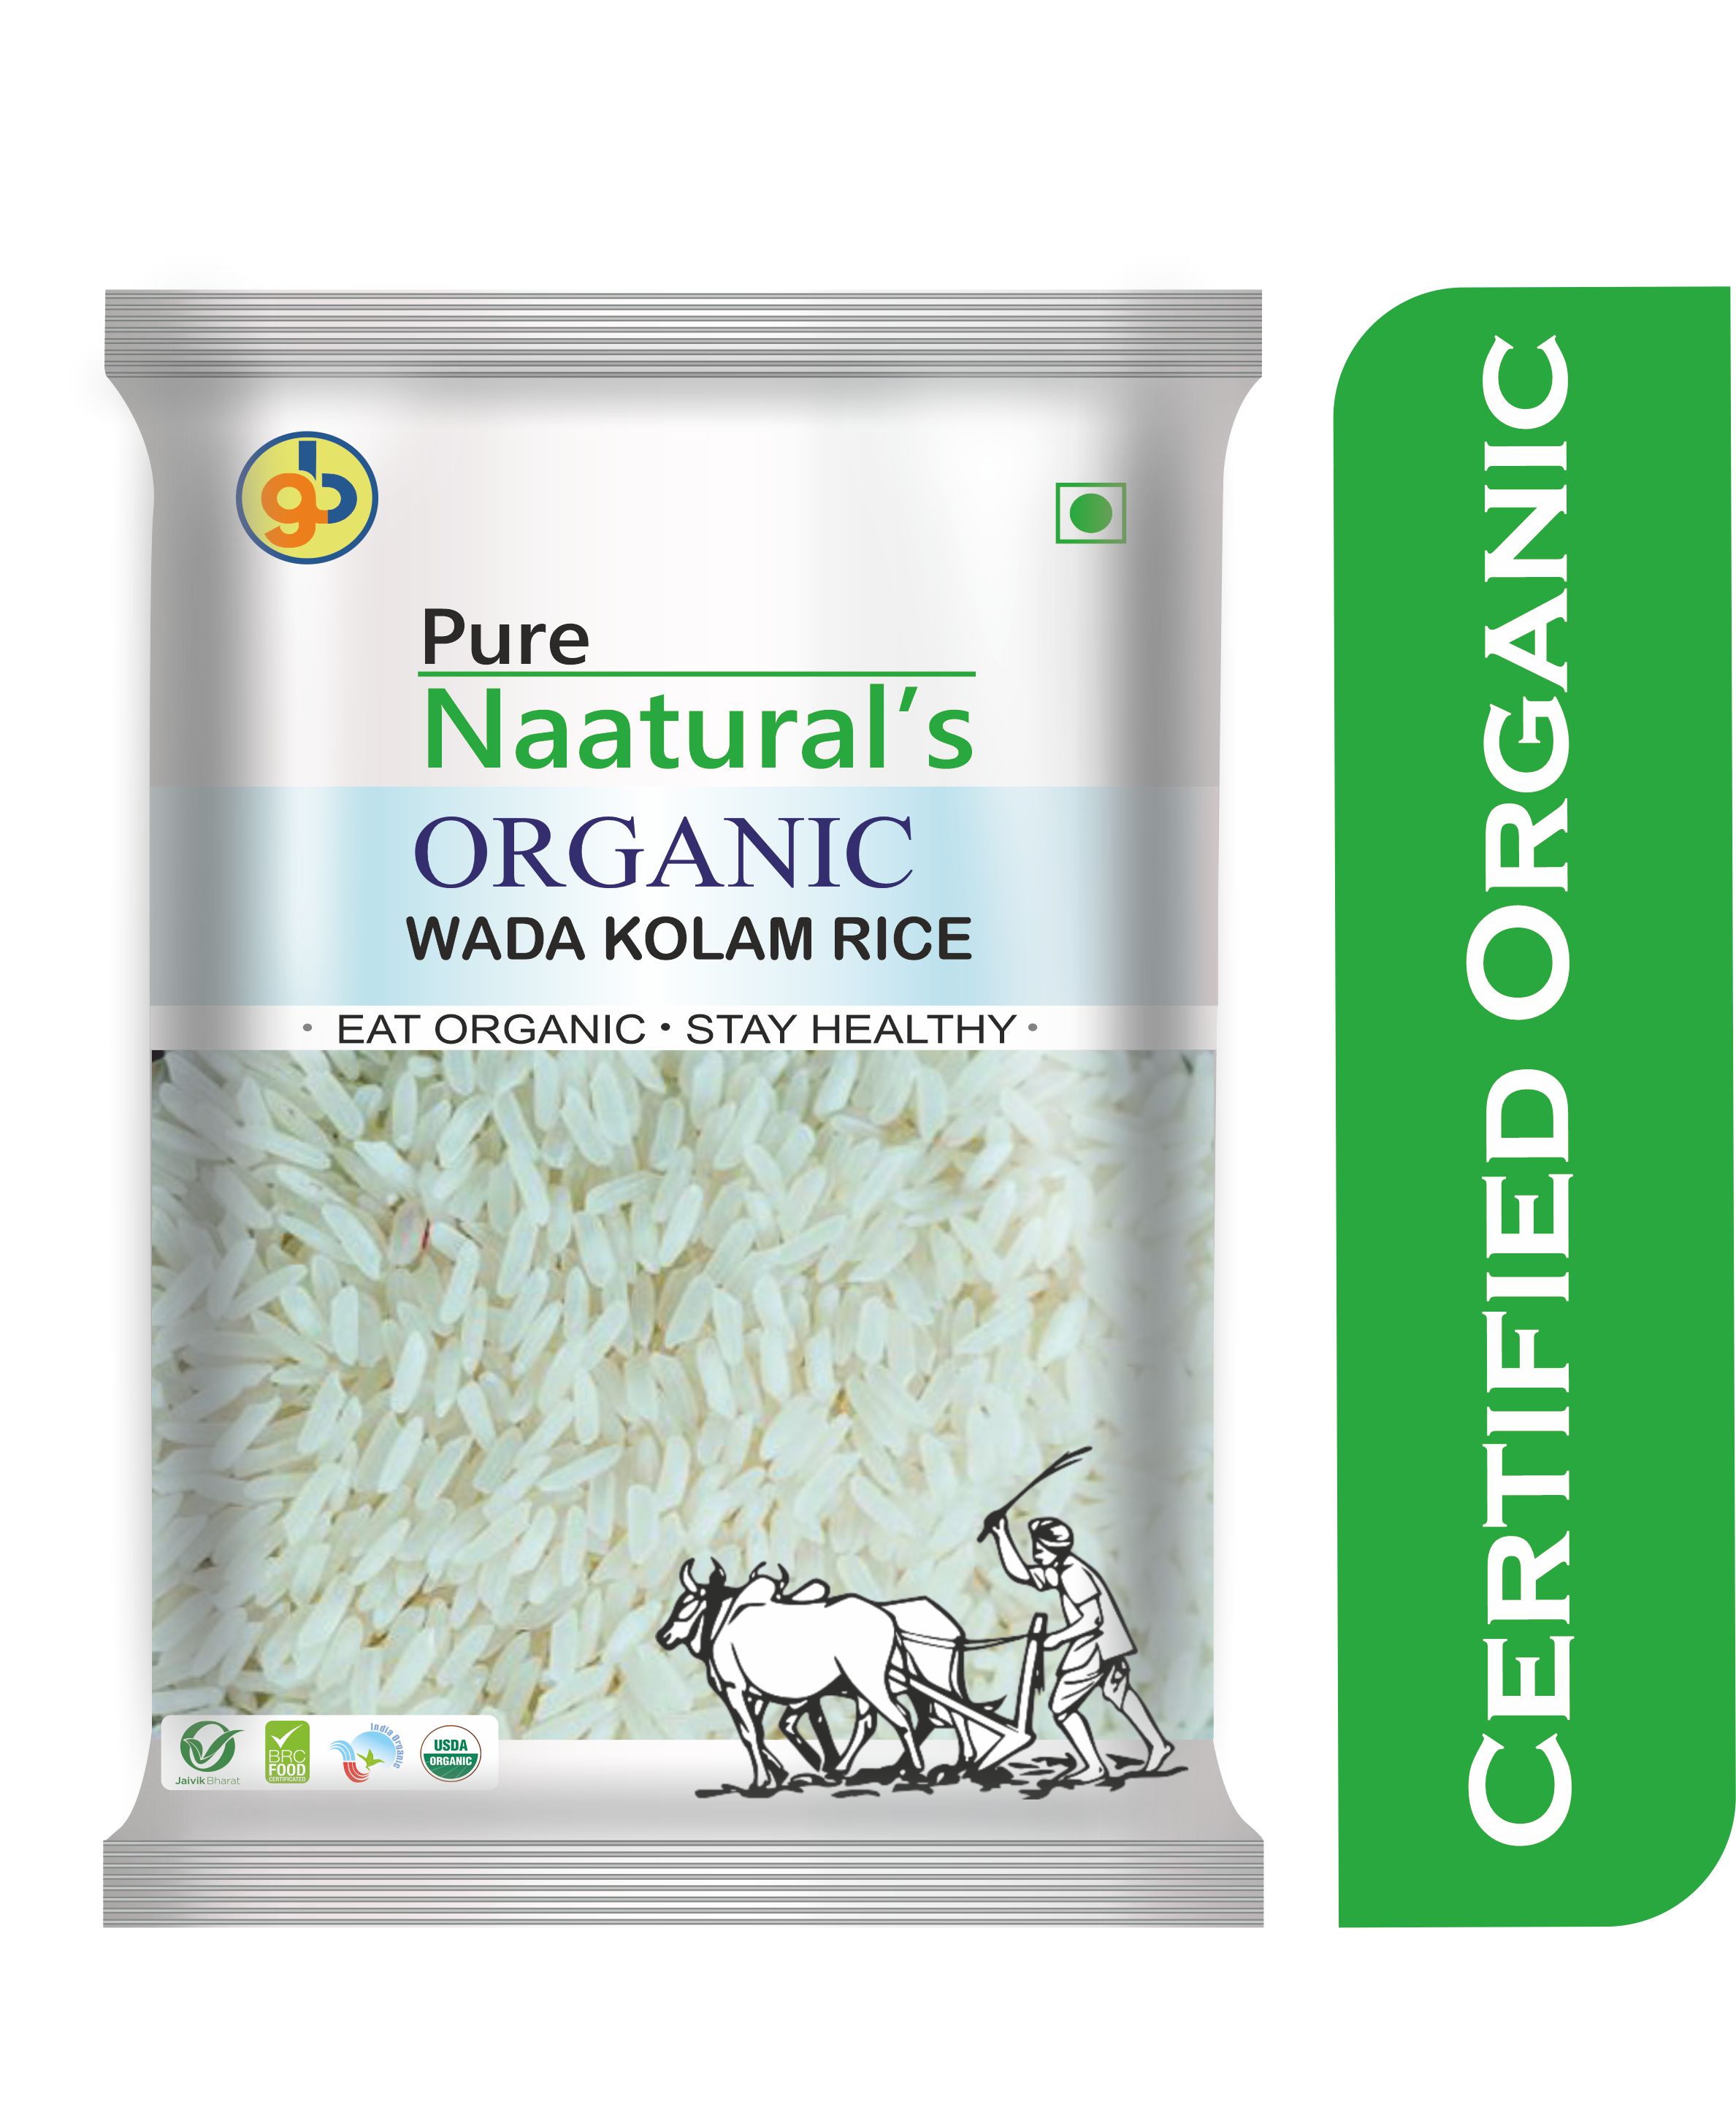 gb
Pure
Naatural's
ORGANIC
WADA KOLAM RICE
• EAT ORGANIC • STAY HEALTHY •
Jaivik Bharat
BRC
FOOD
CERTIFICATED
India Organic
USDA
ORGANIC
CERTIFIED ORGANIC